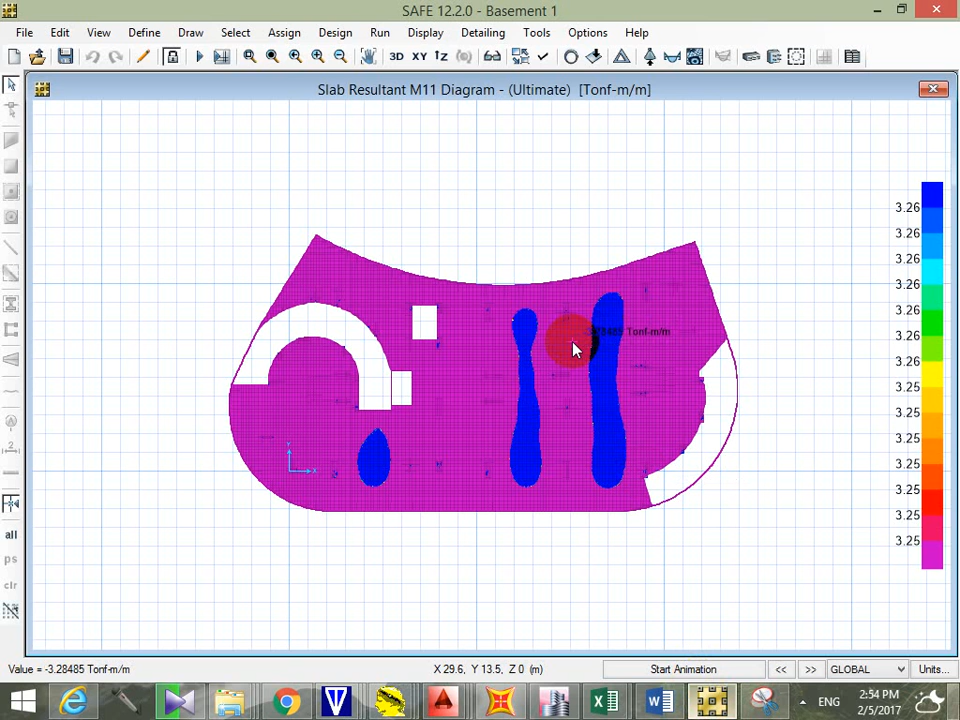 SAFE 12.2.0 - Basement 1
File Edit View Define Draw Select Assign Design Run Display Detailing Tools Options Help
3D XY
Slab Resultant M11 Diagram - (Ultimate) [Tonf-m/m]
3.26
3.26
3.26
3.26
3.26
3.26
3.26
3.25
3.25
3.25
3.25
3.25
3.25
3.25
Tonf-m/m
Y
X
all
ps
clr
Value = -3.28485 Tonf-m/m
X 29.6, Y 13.5, Z 0 (m)
Start Animation
<< >>
GLOBAL
Units...
ENG
2:54 PM
2/5/2017